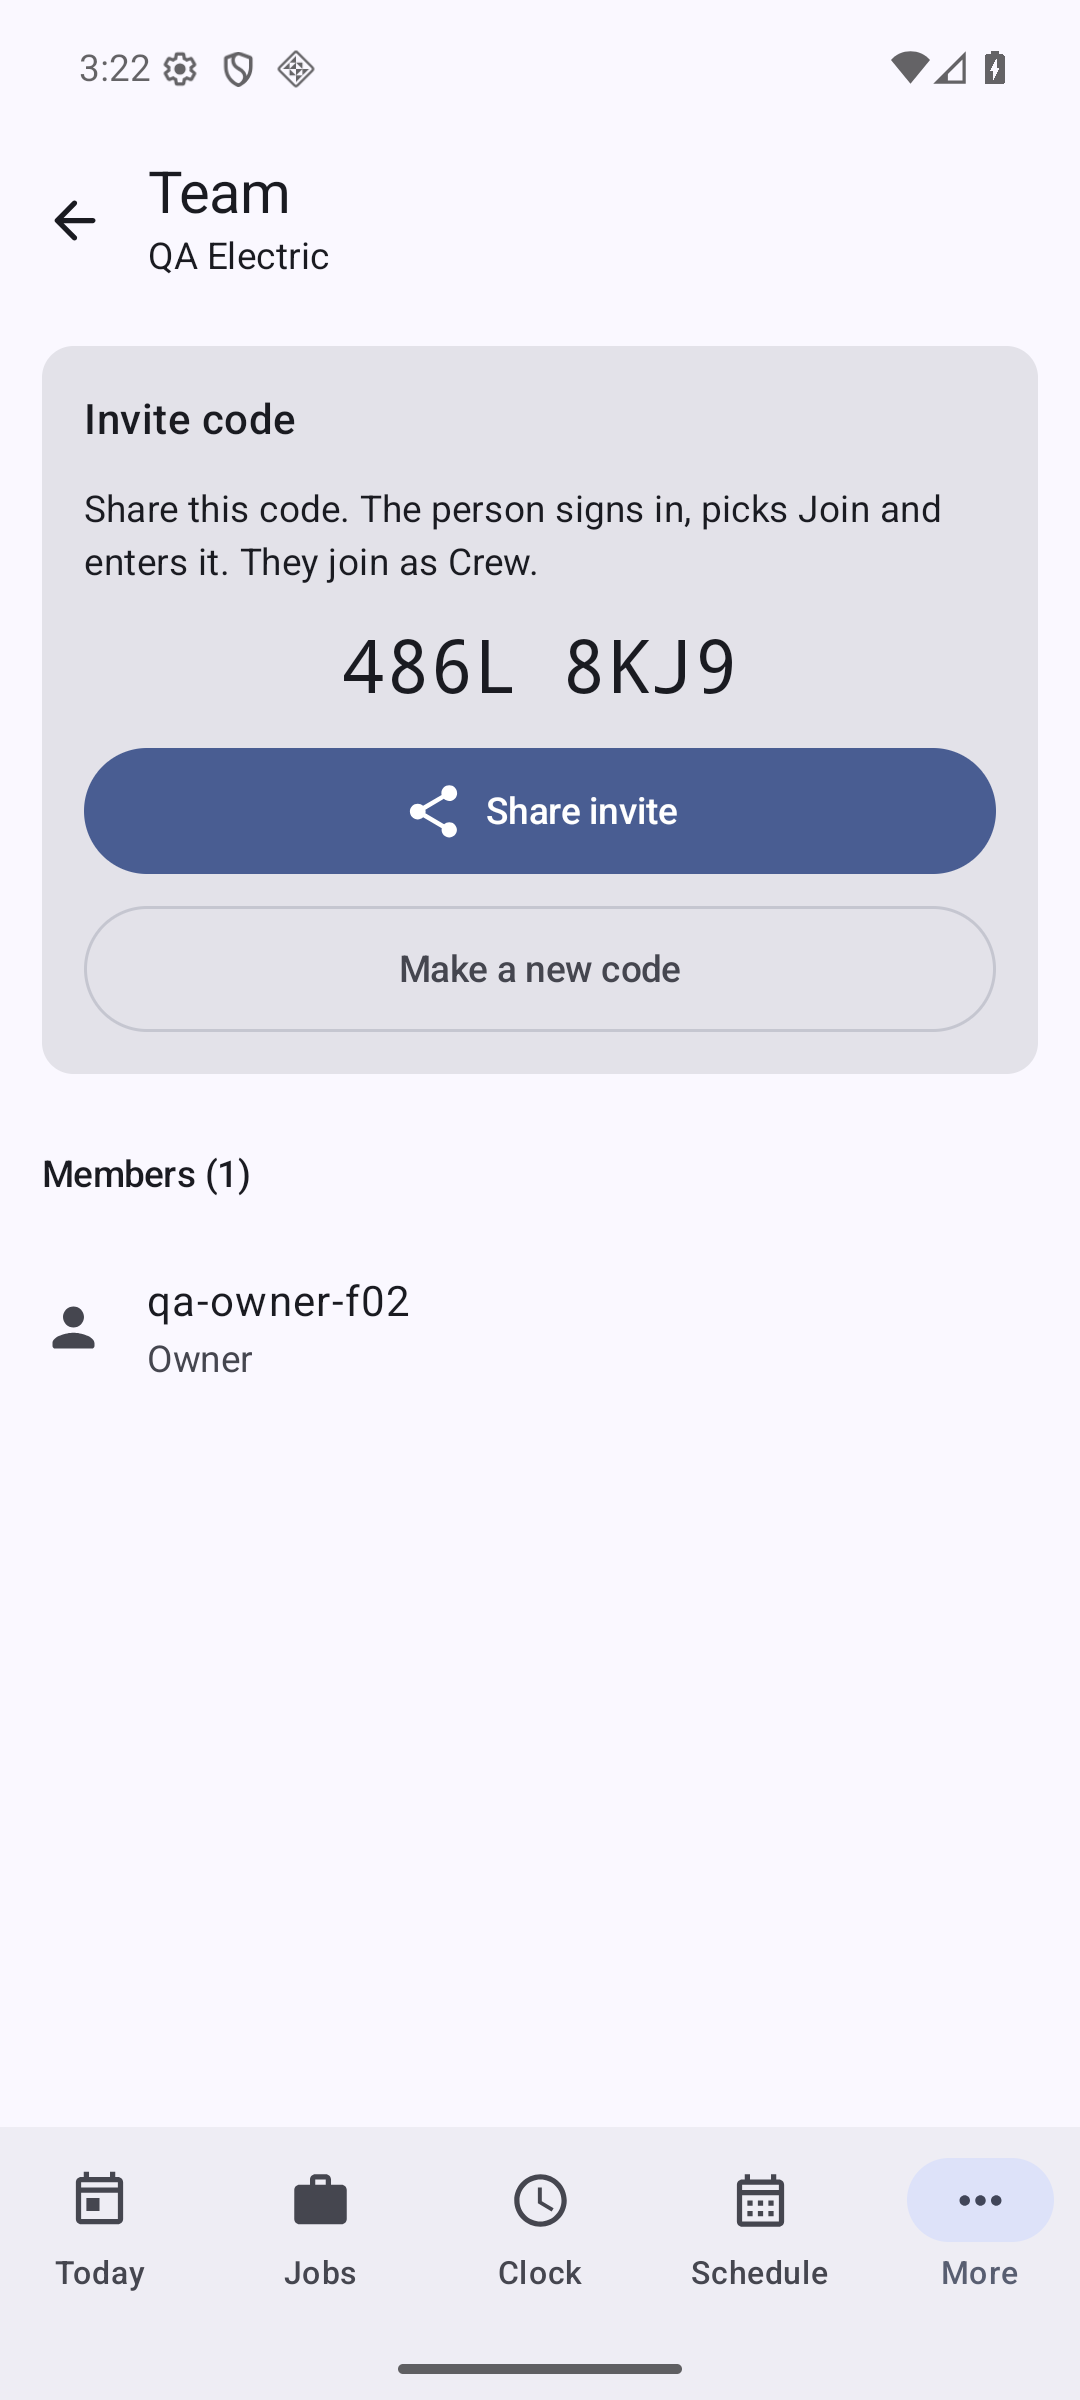 3:22
Team
QA Electric
Invite code
Share this code. The person signs in, picks Join and
enters it. They join as Crew.
486L 8KJ9
Share invite
Make a new code
Members (1)
qa-owner-f02
Owner
Today
Jobs
Clock
Schedule
More